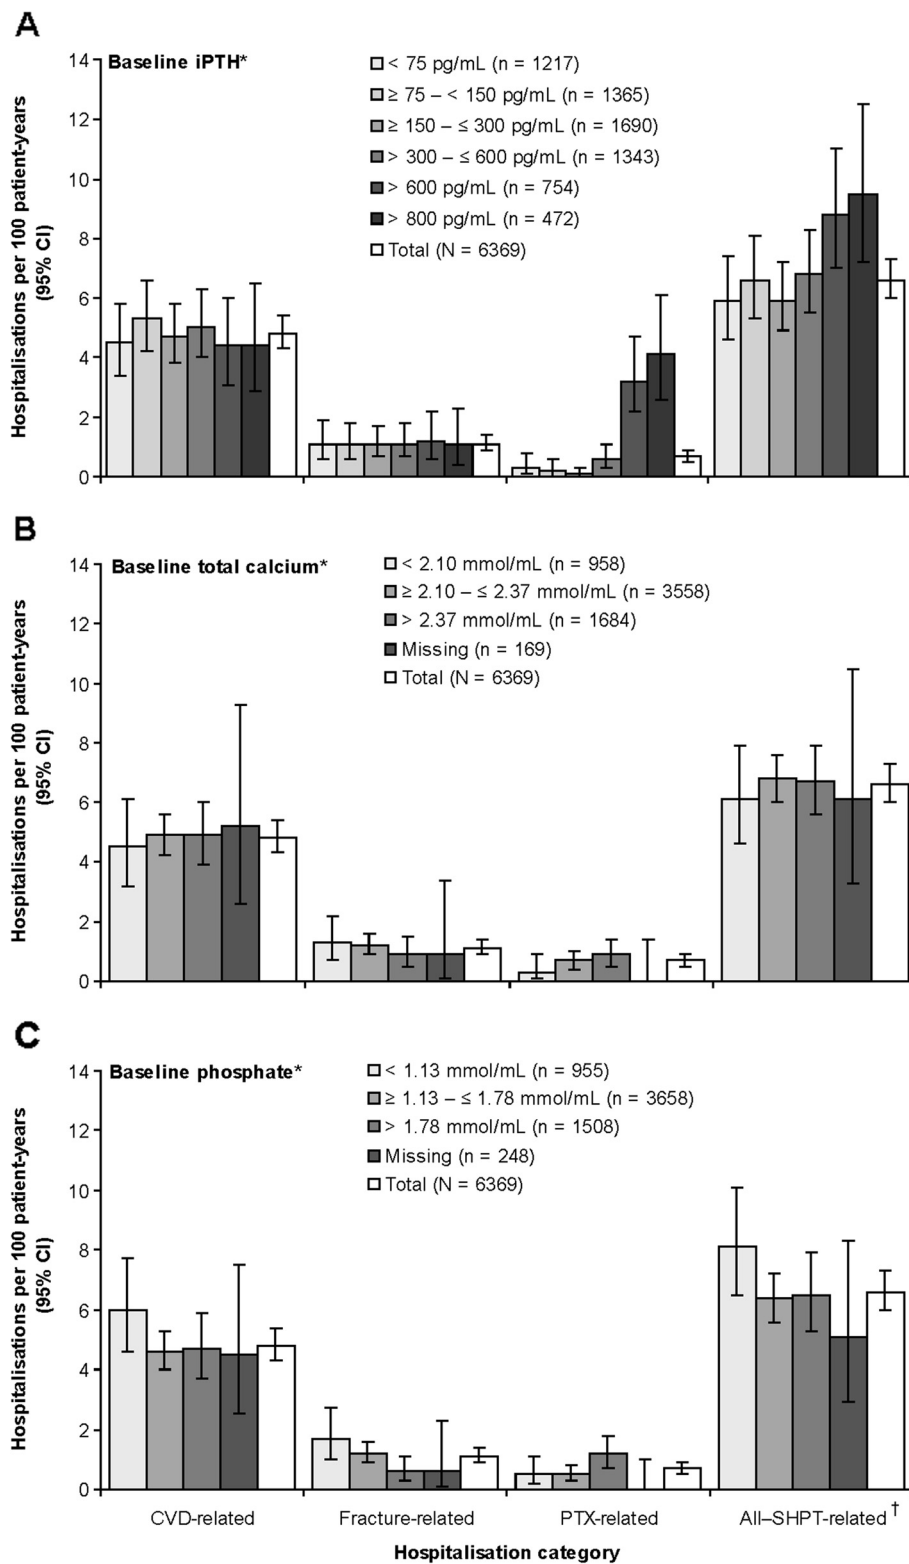 A
Baseline iPTH*
Hospitalisations per 100 patient-years
(95% CI)
14
12
10
8
6
4
2
0
< 75 pg/mL (n = 1217)
≥ 75 – < 150 pg/mL (n = 1365)
≥ 150 – ≤ 300 pg/mL (n = 1690)
> 300 – ≤ 600 pg/mL (n = 1343)
> 600 pg/mL (n = 754)
> 800 pg/mL (n = 472)
Total (N = 6369)
B
Baseline total calcium*
Hospitalisations per 100 patient-years
(95% CI)
14
12
10
8
6
4
2
0
< 2.10 mmol/mL (n = 958)
≥ 2.10 – ≤ 2.37 mmol/mL (n = 3558)
> 2.37 mmol/mL (n = 1684)
Missing (n = 169)
Total (N = 6369)
C
Baseline phosphate*
Hospitalisations per 100 patient-years
(95% CI)
14
12
10
8
6
4
2
0
< 1.13 mmol/mL (n = 955)
≥ 1.13 – ≤ 1.78 mmol/mL (n = 3658)
> 1.78 mmol/mL (n = 1508)
Missing (n = 248)
Total (N = 6369)
CVD-related
Fracture-related
PTX-related
All–SHPT-related †
Hospitalisation category